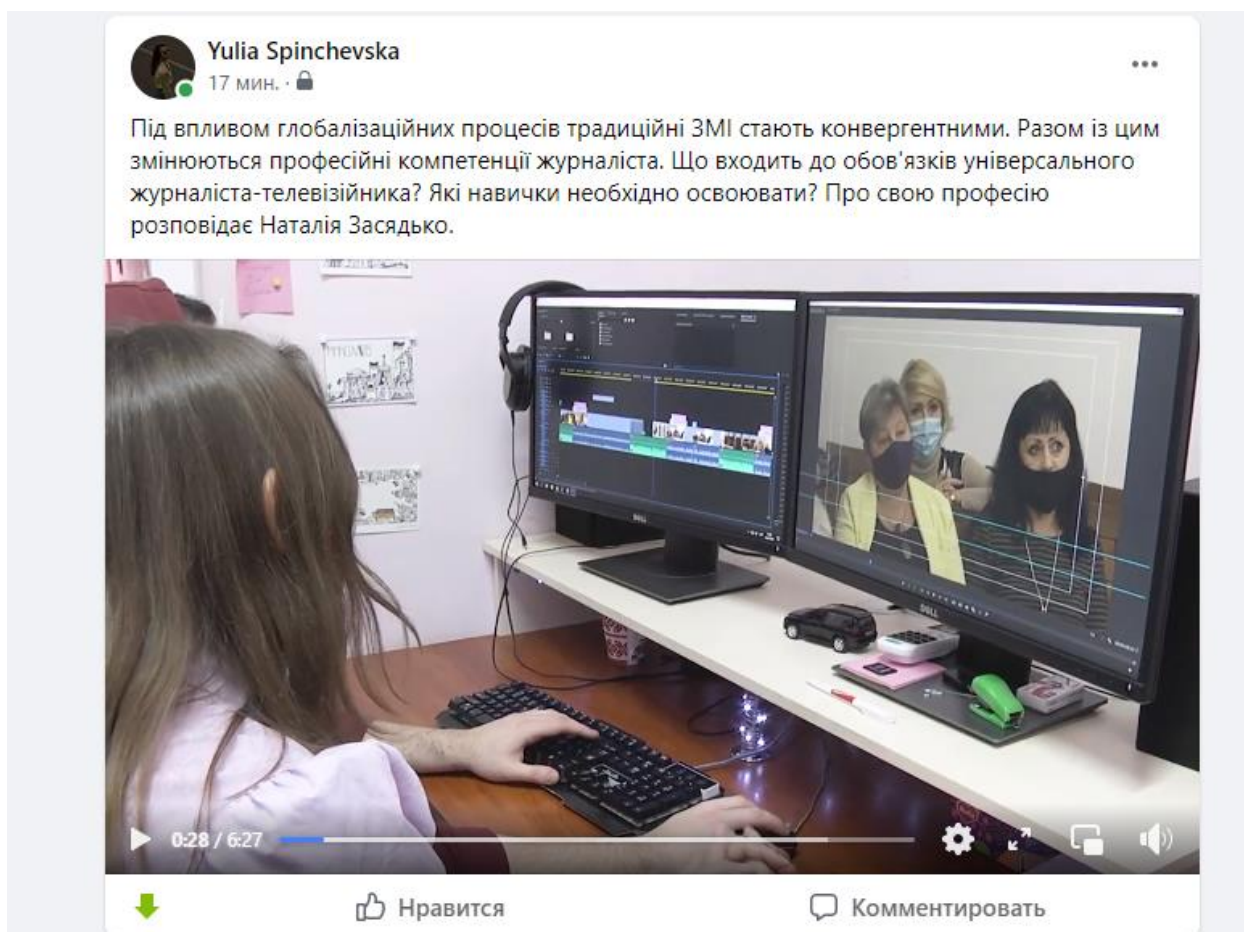 Yulia Spinchevska
17 мин. ·
Під впливом глобалізаційних процесів традиційні ЗМІ стають конвергентними. Разом із цим
змінюються професійні компетенції журналіста. Що входить до обов'язків універсального
журналіста-телевізійника? Які навички необхідно освоювати? Про свою професію
розповідає Наталія Засядько.
DELL
DELL
0:28 / 6:27
Нравится
Комментировать